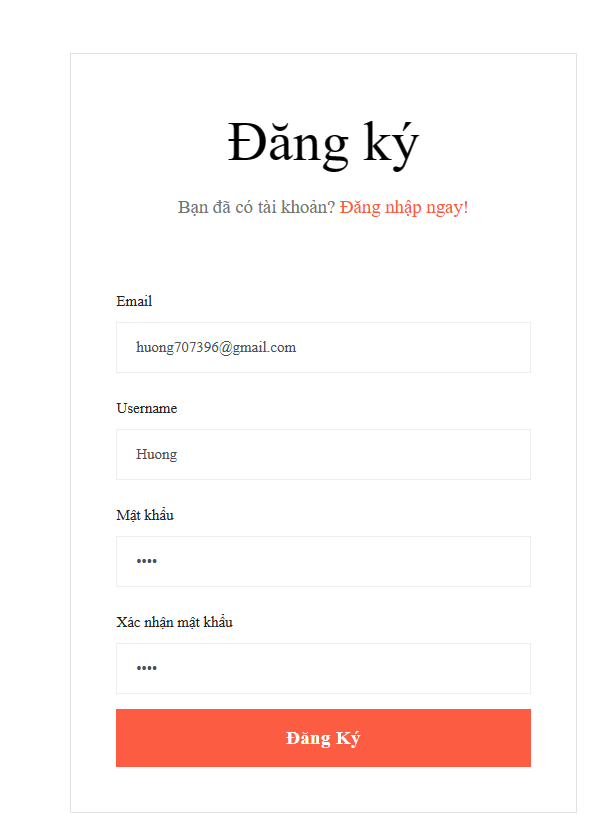 Đăng ký
Bạn đã có tài khoản? Đăng nhập ngay!
Email
huong707396@gmail.com
Username
Huong
Mật khẩu
••••
Xác nhận mật khẩu
••••
Đăng Ký